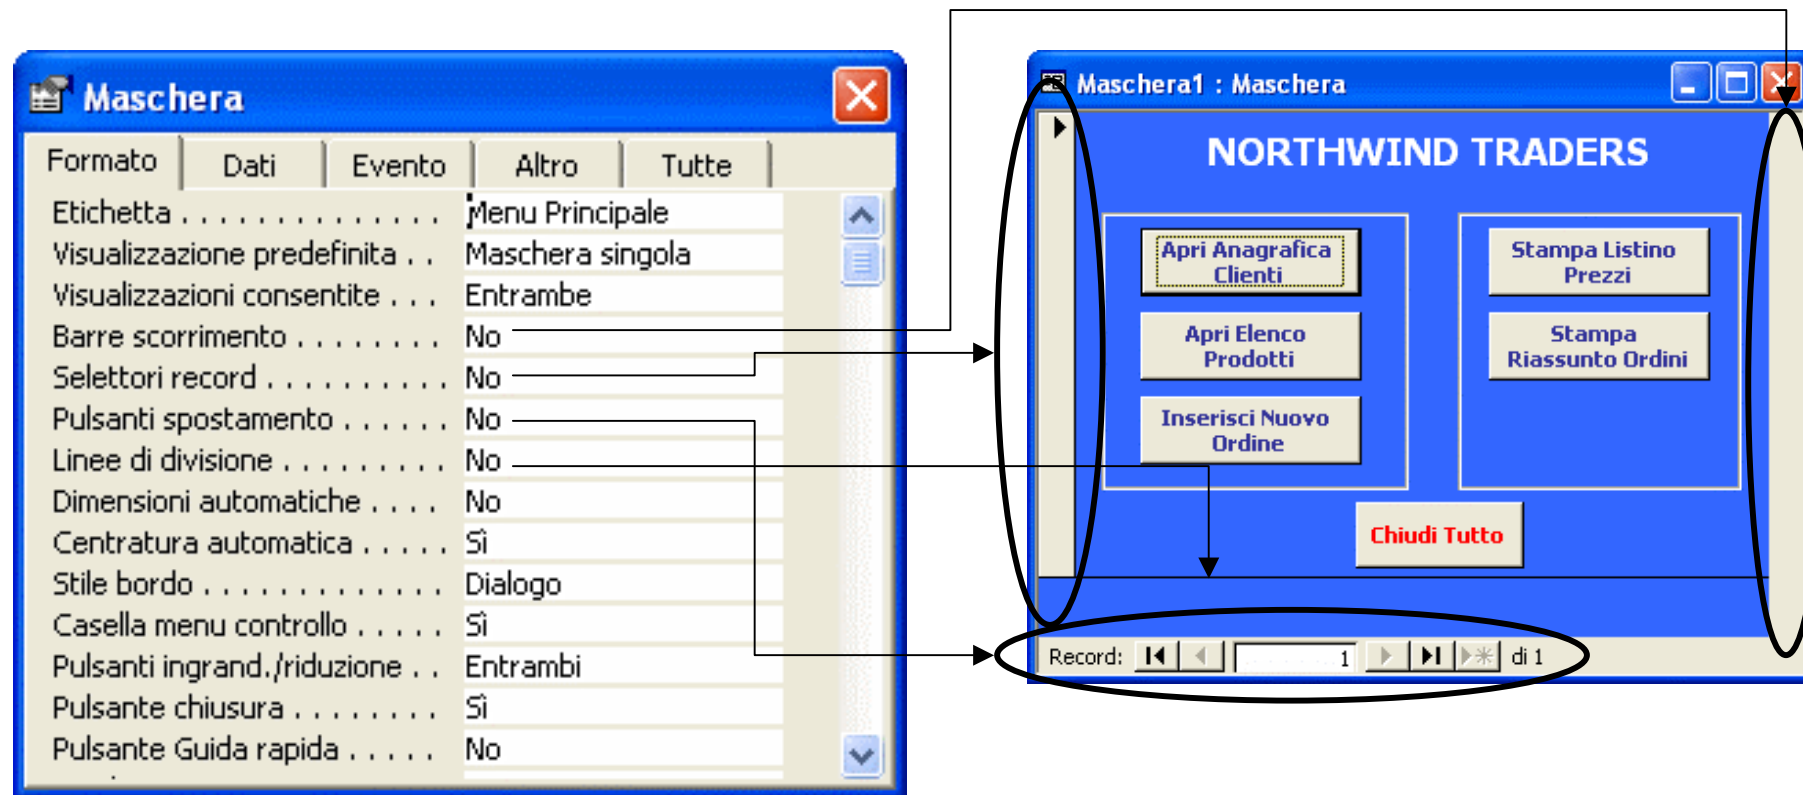 Maschera
Formato Dati Evento Altro Tutte
Etichetta . . . . . . . . . . . . . . Menu Principale
Visualizzazione predefinita . . Maschera singola
Visualizzazioni consentite . . . Entrambe
Barre scorrimento . . . . . . . . No
Selettori record . . . . . . . . . . No
Pulsanti spostamento . . . . . . No
Linee di divisione . . . . . . . . . No
Dimensioni automatiche . . . . No
Centratura automatica . . . . . Sì
Stile bordo . . . . . . . . . . . . . Dialogo
Casella menu controllo . . . . . Sì
Pulsanti ingrand./riduzione . . Entrambi
Pulsante chiusura . . . . . . . . Sì
Pulsante Guida rapida . . . . . No
Maschera1 : Maschera
NORTHWIND TRADERS
Apri Anagrafica
Clienti
Apri Elenco
Prodotti
Inserisci Nuovo
Ordine
Stampa Listino
Prezzi
Stampa
Riassunto Ordini
Chiudi Tutto
Record: 1 di 1